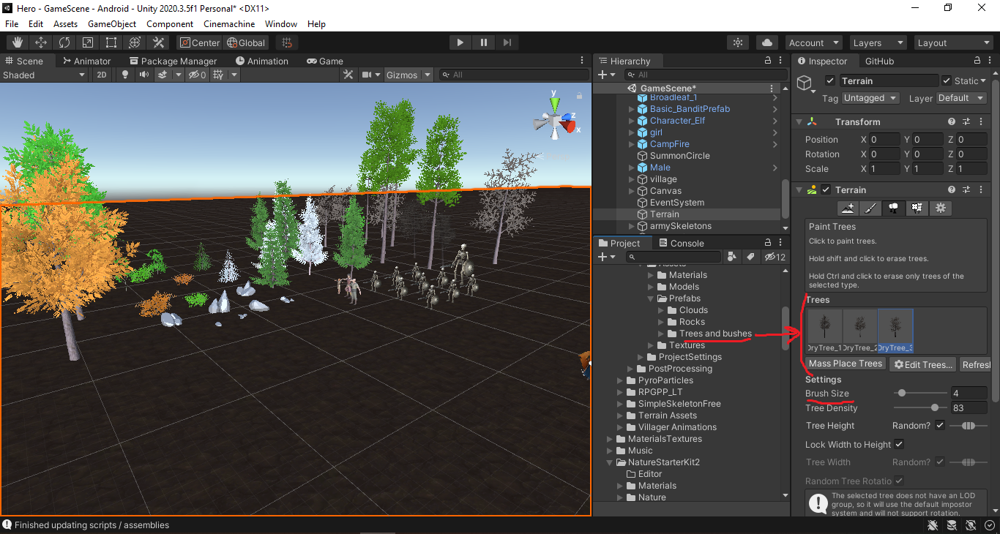 Hero - GameScene - Android - Unity 2020.3.5f1 Personal* <DX11>
File Edit Assets GameObject Component Cinemachine Window Help
Center Global Account Layers Layout
Scene Animator Package Manager Animation Game
Shaded 2D 0 Gizmos All
y
z
x
Hierarchy
All
GameScene*
Broadleaf_1
Basic_BanditPrefab
Character_Elf
girl
CampFire
SummonCircle
Male
village
Canvas
EventSystem
Terrain
armySkeletons
Project Console
12
Assets
Materials
Models
Prefabs
Clouds
Rocks
Trees and bushes
Textures
ProjectSettings
PostProcessing
PyroParticles
RPGPP_LT
SimpleSkeletonFree
Terrain Assets
Villager Animations
MaterialsTextures
Music
NatureStarterKit2
Editor
Materials
Nature
Inspector GitHub
Terrain Static
Tag Untagged Layer Default
Transform
Position X 0 Y 0 Z 0
Rotation X 0 Y 0 Z 0
Scale X 1 Y 1 Z 1
Terrain
Paint Trees
Click to paint trees.
Hold shift and click to erase trees.
Hold Ctrl and click to erase only trees of the
selected type.
Trees
DryTree_1 DryTree_2 DryTree_3
Mass Place Trees Edit Trees... Refresh
Settings
Brush Size 4
Tree Density 83
Tree Height Random?
Lock Width to Height
Tree Width Random?
Random Tree Rotatio
The selected tree does not have an LOD
group, so it will use the default impostor
system and will not support rotation.
Finished updating scripts / assemblies